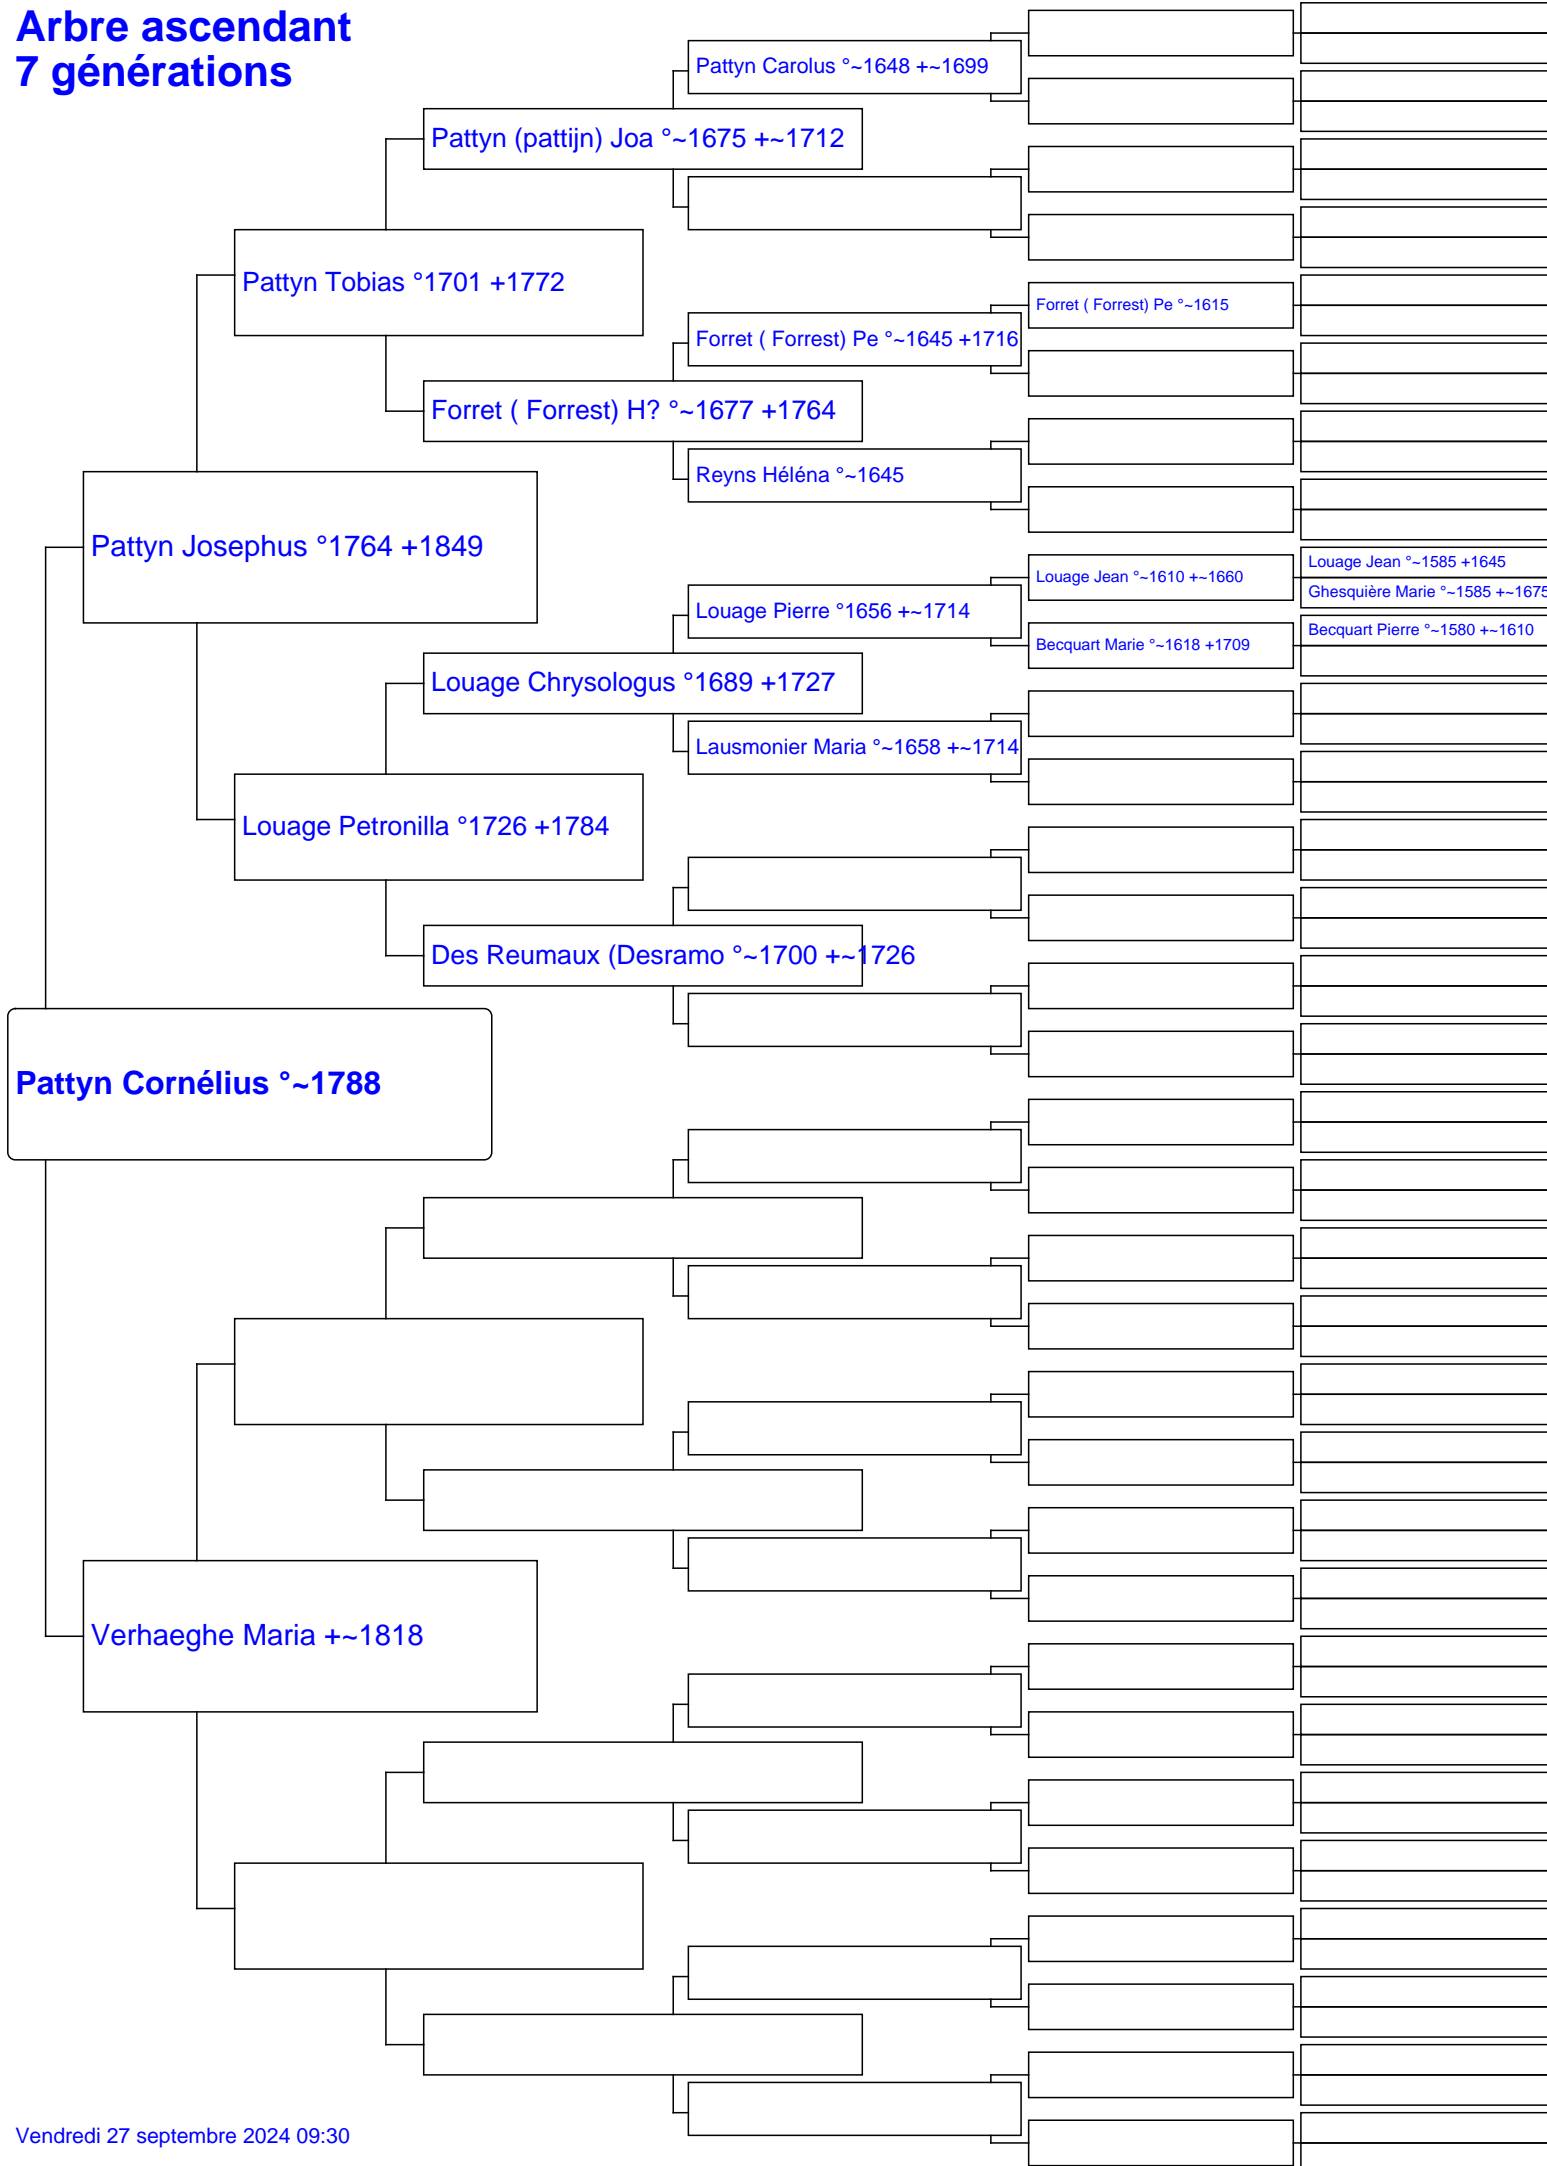 Arbre ascendant
7 générations
Pattyn Carolus °~1648 +~1699
Pattyn (pattijn) Joa °~1675 +~1712
Pattyn Tobias °1701 +1772
Forret ( Forrest) Pe °~1615
Forret ( Forrest) Pe °~1645 +1716
Forret ( Forrest) H? °~1677 +1764
Reyns Héléna °~1645
Pattyn Josephus °1764 +1849
Louage Jean °~1585 +1645
Louage Jean °~1610 +~1660
Ghesquière Marie °~1585 +~1675
Louage Pierre °1656 +~1714
Becquart Pierre °~1580 +~1610
Becquart Marie °~1618 +1709
Louage Chrysologus °1689 +1727
Lausmonier Maria °~1658 +~1714
Louage Petronilla °1726 +1784
Des Reumaux (Desramo °~1700 +~1726
Pattyn Cornélius °~1788
Verhaeghe Maria +~1818
Vendredi 27 septembre 2024 09:30